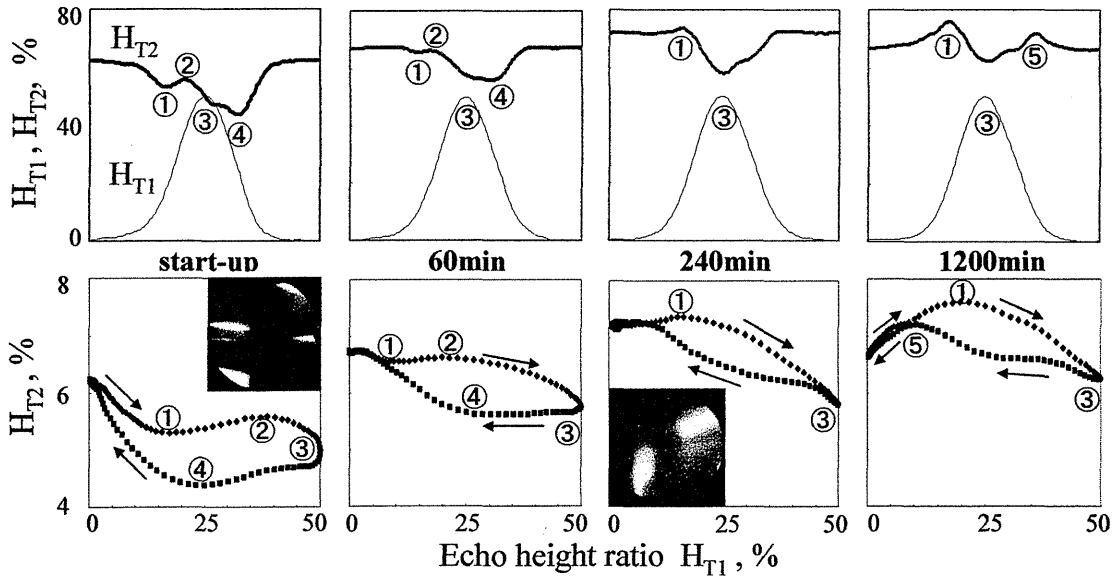 80
40
0
H_T1, H_T2, %
H_T2
② 
①
③
④
H_T1
②
①
④
③
①
③
①
⑤
③
start-up
60min
240min
1200min
8
6
4
H_T2, %
①
②
③
④
①
②
④
③
①
③
①
⑤
③
0 25 50
0 25 50
0 25 50
0 25 50
Echo height ratio H_T1, %